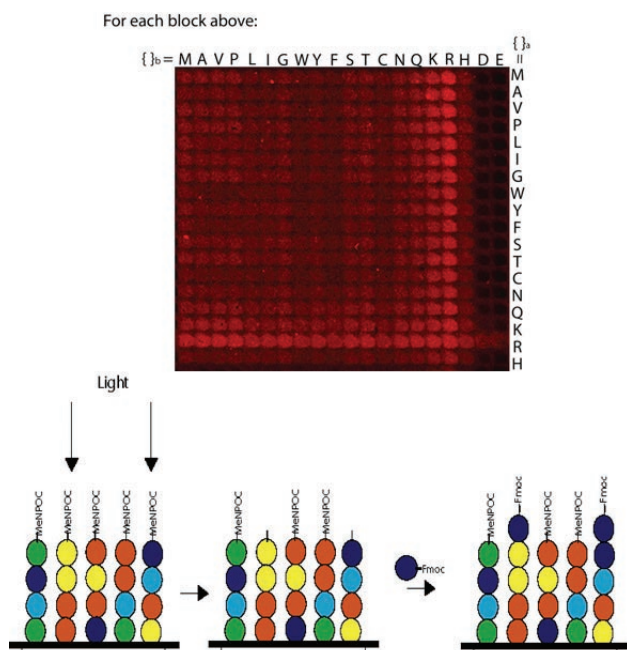 For each block above:
{ }a
{ }b = M A V P L I G W Y F S T C N Q K R H D E =
M
A
V
P
L
I
G
W
Y
F
S
T
C
N
Q
K
R
H
Light
MeNPOC MeNPOC MeNPOC MeNPOC MeNPOC
MeNPOC MeNPOC MeNPOC
Fmoc
MeNPOC Fmoc MeNPOC MeNPOC Fmoc